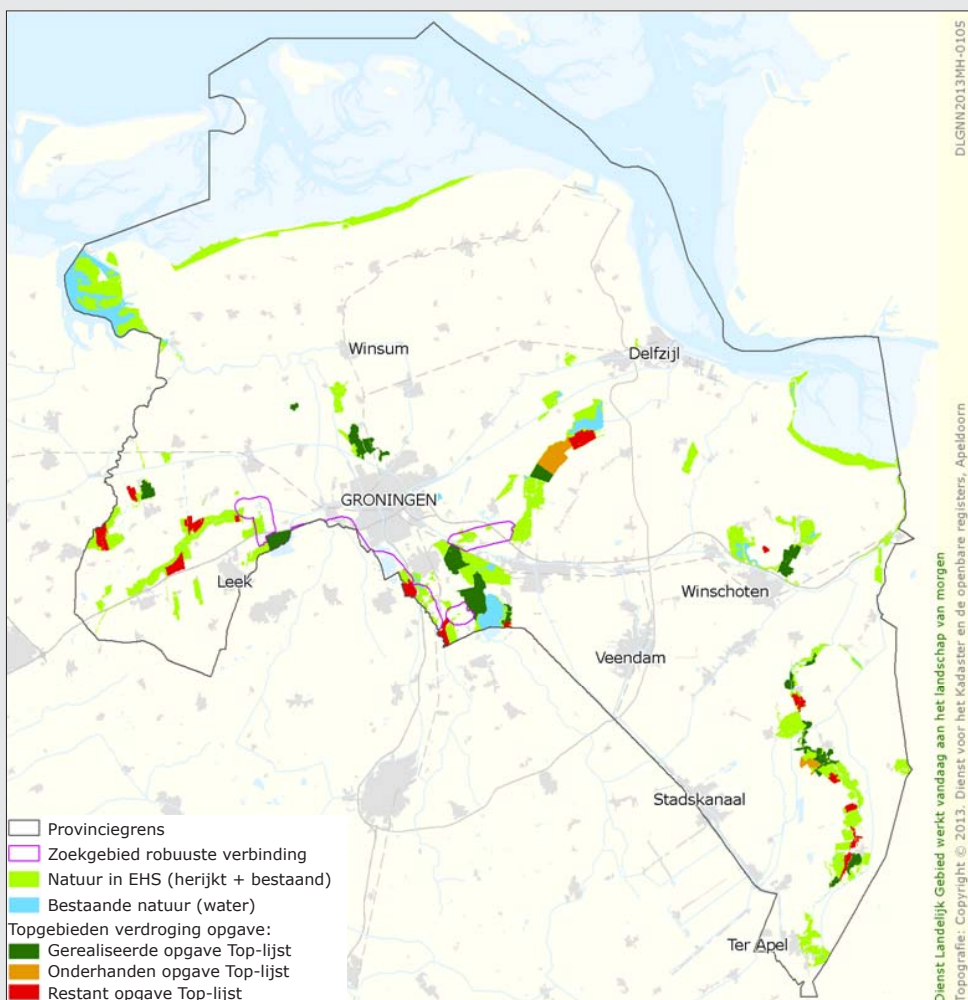 Winsum
Delfzijl
GRONINGEN
Leek
Winschoten
Veendam
Stadskanaal
Ter Apel
Provinciegrens
Zoekgebied robuuste verbinding
Natuur in EHS (herijkt + bestaand)
Bestaande natuur (water)
Topgebieden verdroging opgave:
Gerealiseerde opgave Top-lijst
Onderhanden opgave Top-lijst
Restant opgave Top-lijst
DLGNN2013MH-0105
Dienst Landelijk Gebied werkt vandaag aan het landschap van morgen
Topografie: Copyright © 2013. Dienst voor het Kadaster en de openbare registers, Apeldoorn